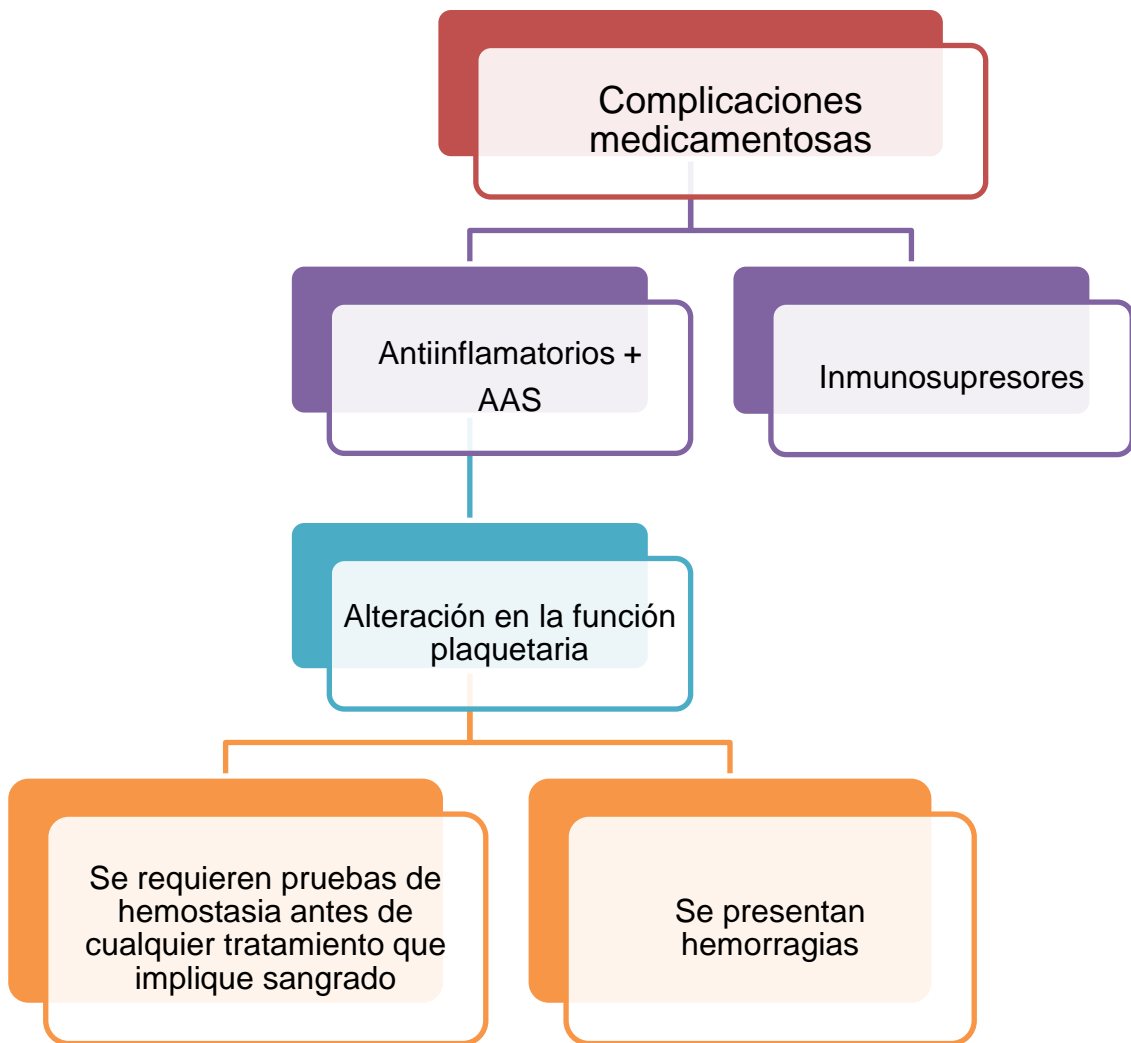 Complicaciones
medicamentosas
Antiinflamatorios +
AAS
Inmunosupresores
Alteración en la función
plaquetaria
Se requieren pruebas de
hemostasia antes de
cualquier tratamiento que
implique sangrado
Se presentan
hemorragias